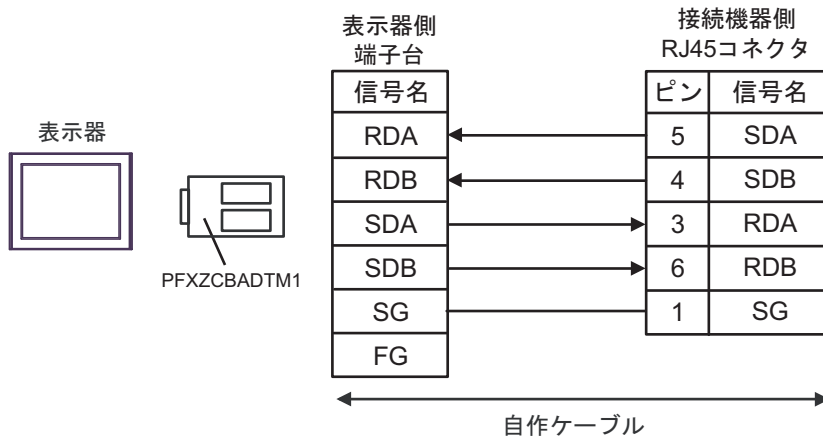 表示器側
端子台
接続機器側
RJ45コネクタ
信号名
ピン 信号名
表示器
RDA 5 SDA
RDB 4 SDB
SDA 3 RDA
SDB 6 RDB
PFXZCBADTM1
SG 1 SG
FG
自作ケーブル